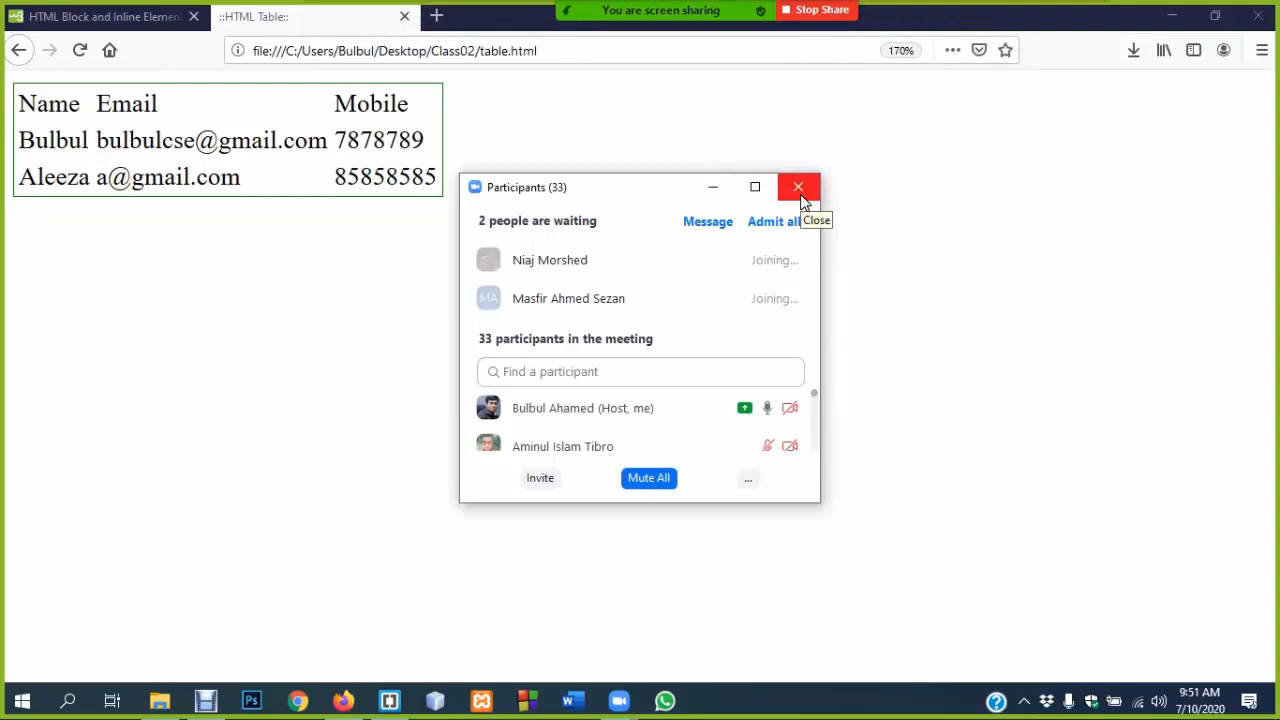 HTML Block and Inline Elemen
::HTML Table::
You are screen sharing
Stop Share
file:///C:/Users/Bulbul/Desktop/Class02/table.html
170%
Name Email Mobile
Bulbul bulbulcse@gmail.com 7878789
Aleeza a@gmail.com 85858585
Participants (33)
Close
2 people are waiting Message Admit all
Niaj Morshed Joining...
MA Masfir Ahmed Sezan Joining...
33 participants in the meeting
Find a participant
Bulbul Ahamed (Host, me)
Aminul Islam Tibro
Invite Mute All ...
9:51 AM
7/10/2020